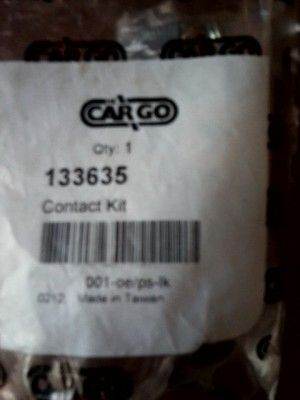 CARGO
Qty: 1
133635
Contact Kit
001-oe/ps-lk
0212 Made in Taiwan